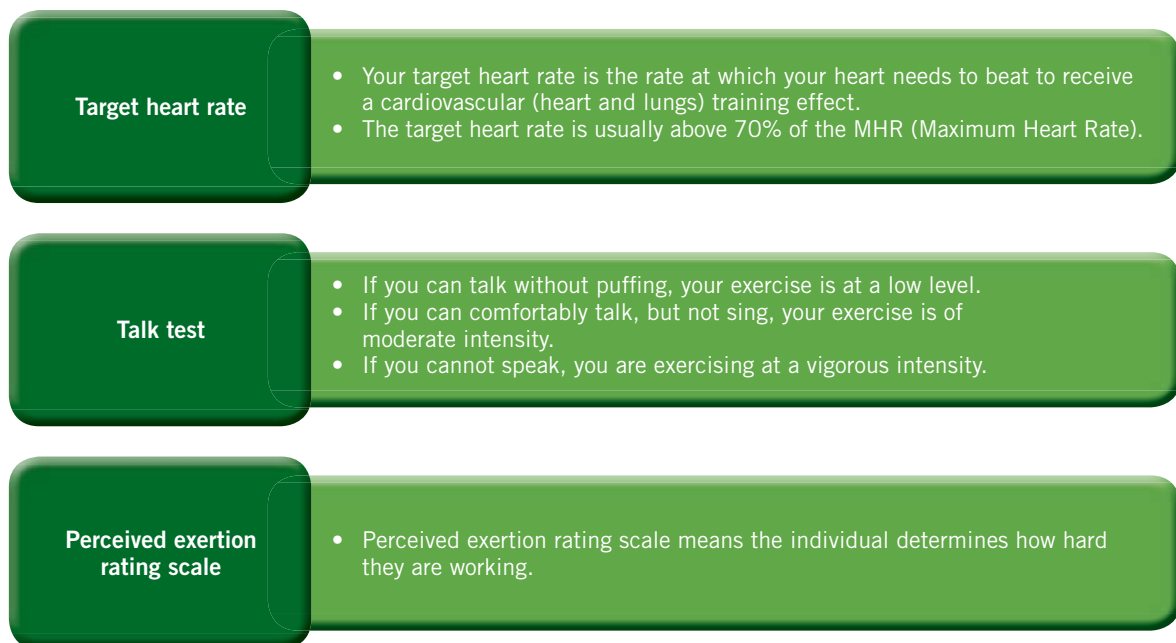 Target heart rate
• Your target heart rate is the rate at which your heart needs to beat to receive
a cardiovascular (heart and lungs) training effect.
• The target heart rate is usually above 70% of the MHR (Maximum Heart Rate).
Talk test
• If you can talk without puffing, your exercise is at a low level.
• If you can comfortably talk, but not sing, your exercise is of
moderate intensity.
• If you cannot speak, you are exercising at a vigorous intensity.
Perceived exertion
rating scale
• Perceived exertion rating scale means the individual determines how hard
they are working.